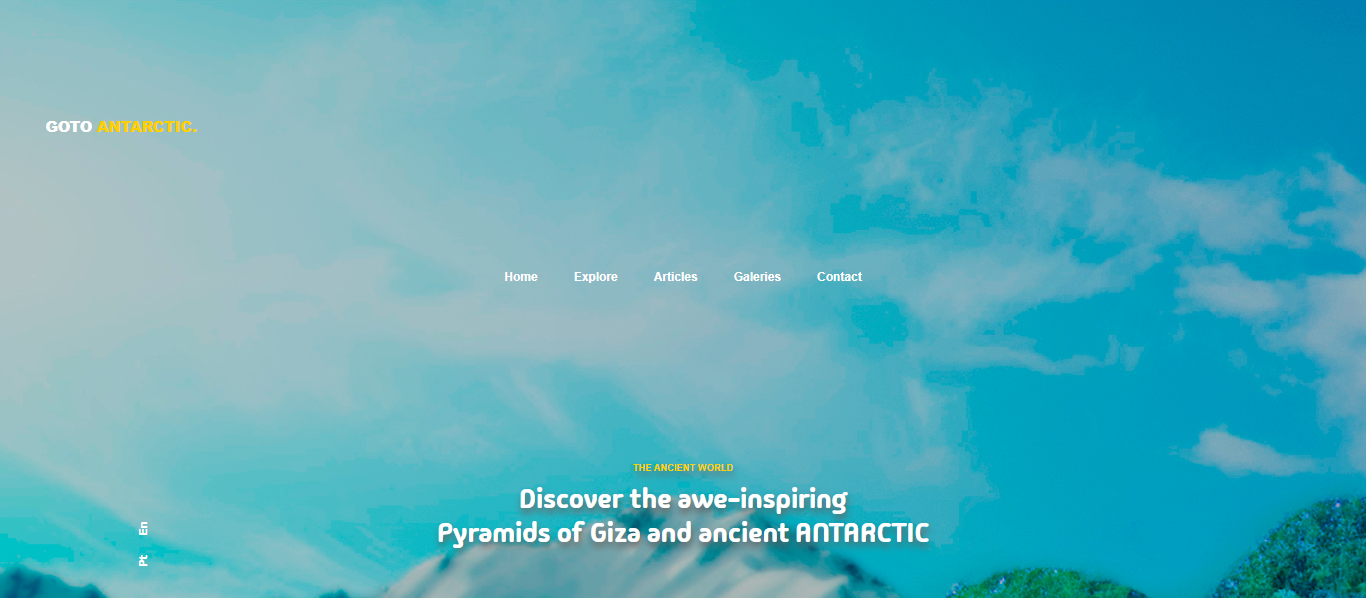 GOTO ANTARCTIC.
Home Explore Articles Galeries Contact
THE ANCIENT WORLD
Discover the awe-inspiring
Pyramids of Giza and ancient ANTARCTIC
En
Pt